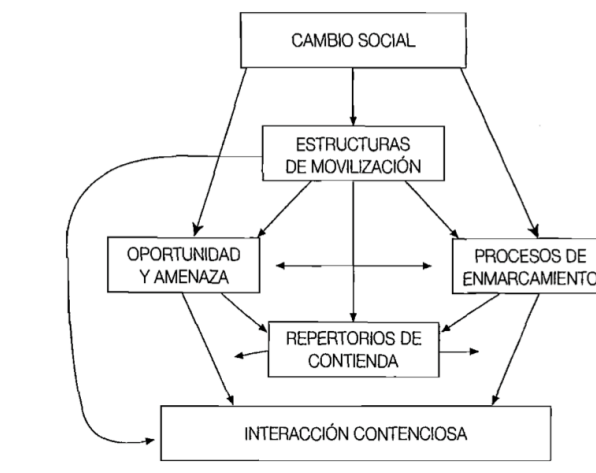 CAMBIO SOCIAL
ESTRUCTURAS
DE MOVILIZACIÓN
OPORTUNIDAD
Y AMENAZA
PROCESOS DE
ENMARCAMIENTO
REPERTORIOS DE
CONTIENDA
INTERACCIÓN CONTENCIOSA